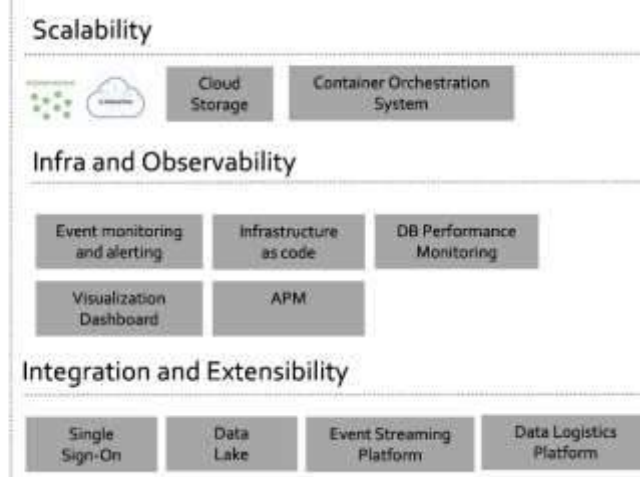 Scalability
Cloud
Storage
Container Orchestration
System
Infra and Observability
Event monitoring
and alerting
Infrastructure
as code
DB Performance
Monitoring
Visualization
Dashboard
APM
Integration and Extensibility
Single
Sign-On
Data
Lake
Event Streaming
Platform
Data Logistics
Platform